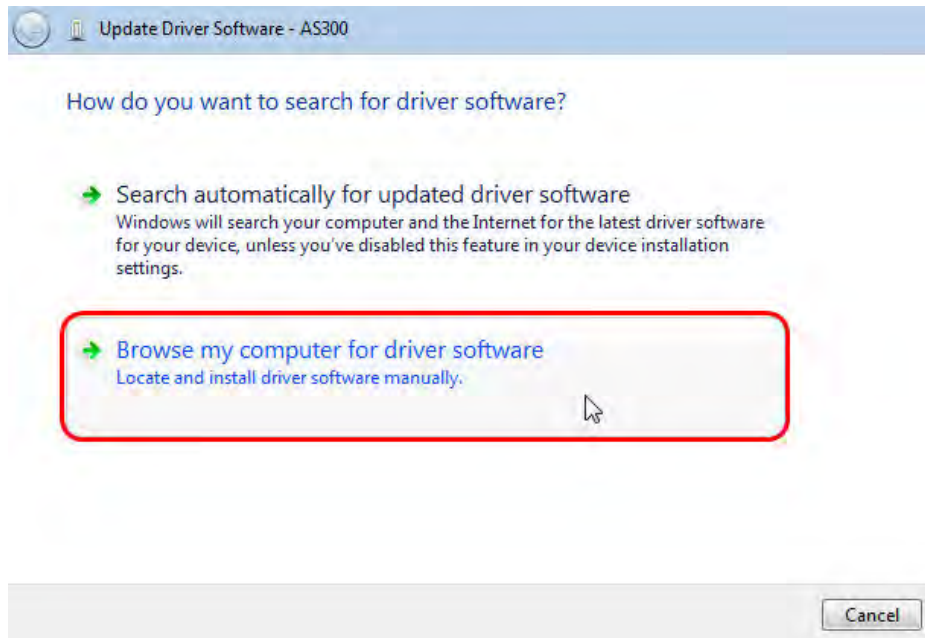 Update Driver Software - AS300
How do you want to search for driver software?
Search automatically for updated driver software
Windows will search your computer and the Internet for the latest driver software
for your device, unless you've disabled this feature in your device installation
settings.
Browse my computer for driver software
Locate and install driver software manually.
Cancel